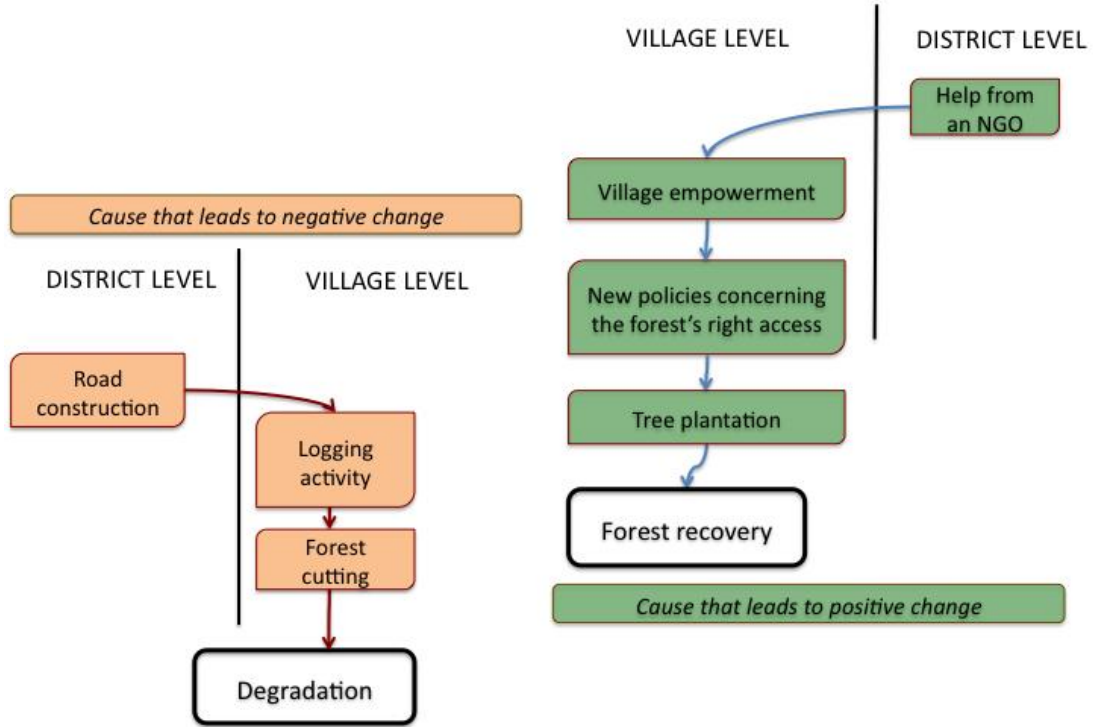 Cause that leads to negative change
DISTRICT LEVEL
VILLAGE LEVEL
Road
construction
Logging
activity
Forest
cutting
Degradation
VILLAGE LEVEL
DISTRICT LEVEL
Help from
an NGO
Village empowerment
New policies concerning
the forest's right access
Tree plantation
Forest recovery
Cause that leads to positive change